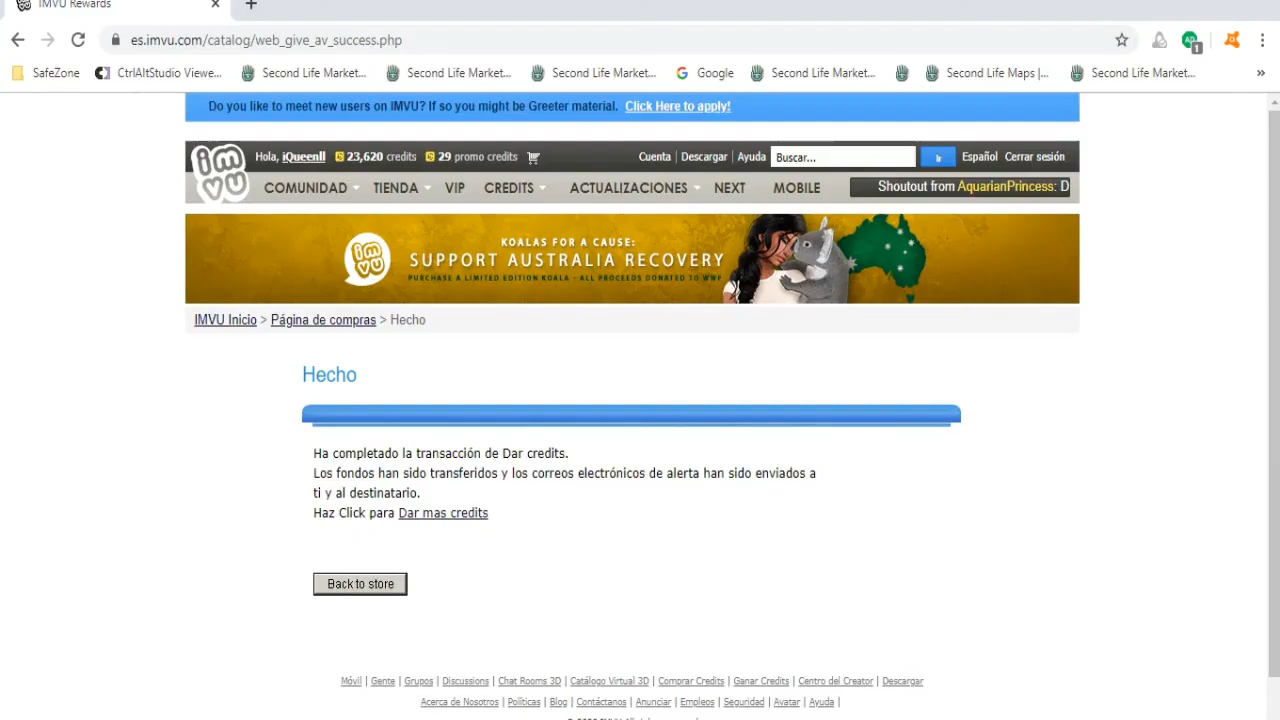 IMVU Rewards
es.imvu.com/catalog/web_give_av_success.php
SafeZone CtrlAltStudio Viewe... Second Life Market... Second Life Market... Second Life Market... Google Second Life Market... Second Life Maps |... Second Life Market... »
Do you like to meet new users on IMVU? If so you might be Greeter material. Click Here to apply!
imvu Hola, iQueenll 23,620 credits 29 promo credits Cuenta | Descargar | Ayuda Buscar... Ir Español Cerrar sesión
COMUNIDAD TIENDA VIP CREDITS ACTUALIZACIONES NEXT MOBILE Shoutout from AquarianPrincess: D
KOALAS FOR A CAUSE:
imvu SUPPORT AUSTRALIA RECOVERY
PURCHASE A LIMITED EDITION KOALA - ALL PROCEEDS DONATED TO WWF
IMVU Inicio > Página de compras > Hecho
Hecho
Ha completado la transacción de Dar credits.
Los fondos han sido transferidos y los correos electrónicos de alerta han sido enviados a
ti y al destinatario.
Haz Click para Dar mas credits
Back to store
Móvil | Gente | Grupos | Discussions | Chat Rooms 3D | Catálogo Virtual 3D | Comprar Credits | Ganar Credits | Centro del Creator | Descargar
Acerca de Nosotros | Políticas | Blog | Contáctanos | Anunciar | Empleos | Seguridad | Avatar | Ayuda |